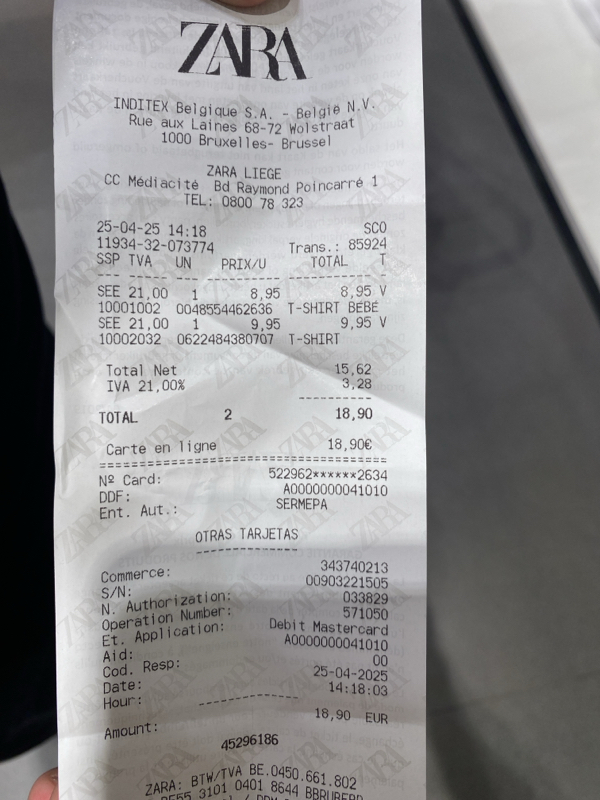 ZARA
INDITEX Belgique S.A. - België N.V.
Rue aux Laines 68-72 Wolstraat
1000 Bruxelles- Brussel
ZARA LIEGE
CC Médiacité Bd Raymond Poincarré 1
TEL: 0800 78 323
25-04-25 14:18 SCO
11934-32-073774 Trans.: 85924
SSP TVA UN PRIX/U TOTAL T
SEE 21,00 1 8,95 8,95 V
10001002 0048554462636 T-SHIRT BÉBÉ
SEE 21,00 1 9,95 9,95 V
10002032 0622484380707 T-SHIRT
Total Net 15,62
IVA 21,00% 3,28
TOTAL 2 18,90
Carte en ligne 18,90€
Nº Card: 522962******2634
DDF: A0000000041010
Ent. Aut.: SERMEPA
OTRAS TARJETAS
Commerce: 343740213
S/N: 00903221505
N. Authorization: 033829
Operation Number: 571050
Et. Application: Debit Mastercard
Aid: A0000000041010
Cod. Resp: 00
Date: 25-04-2025
Hour: 14:18:03
Amount: 18,90 EUR
45296186
ZARA: BTW/TVA BE.0450.661.802
3101 0401 8644